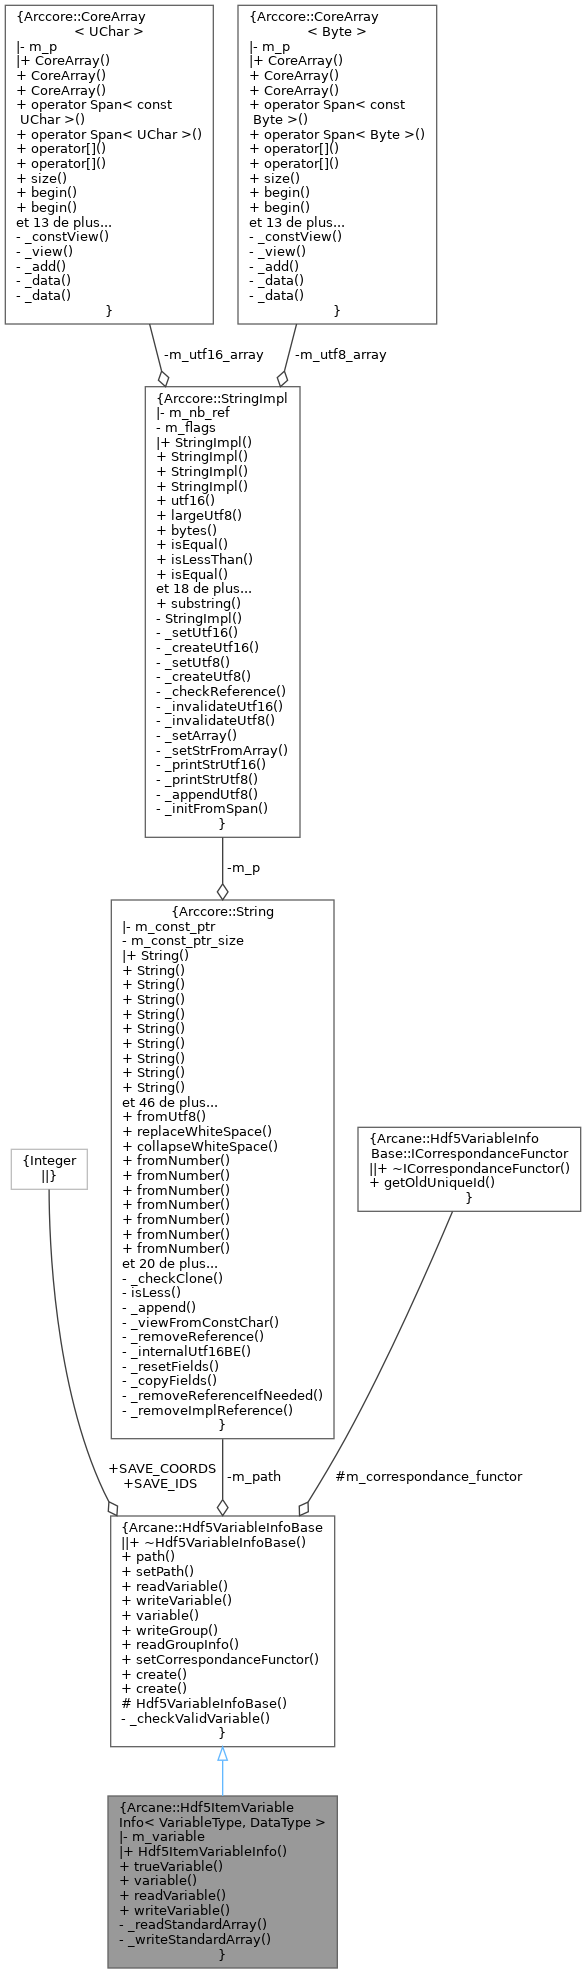 {Arccore::CoreArray
< UChar >
|- m_p
|+ CoreArray()
+ CoreArray()
+ CoreArray()
+ operator Span< const
UChar >()
+ operator Span< UChar >()
+ operator[]()
+ operator[]()
+ size()
+ begin()
+ begin()
et 13 de plus...
- _constView()
- _view()
- _add()
- _data()
- _data()
}
{Arccore::CoreArray
< Byte >
|- m_p
|+ CoreArray()
+ CoreArray()
+ CoreArray()
+ operator Span< const
Byte >()
+ operator Span< Byte >()
+ operator[]()
+ operator[]()
+ size()
+ begin()
+ begin()
et 13 de plus...
- _constView()
- _view()
- _add()
- _data()
- _data()
}
-m_utf16_array
-m_utf8_array
{Arccore::StringImpl
|- m_nb_ref
- m_flags
|+ StringImpl()
+ StringImpl()
+ StringImpl()
+ StringImpl()
+ utf16()
+ largeUtf8()
+ bytes()
+ isEqual()
+ isLessThan()
+ isEqual()
et 18 de plus...
+ substring()
- StringImpl()
- _setUtf16()
- _createUtf16()
- _setUtf8()
- _createUtf8()
- _checkReference()
- _invalidateUtf16()
- _invalidateUtf8()
- _setArray()
- _setStrFromArray()
- _printStrUtf16()
- _printStrUtf8()
- _appendUtf8()
- _initFromSpan()
}
-m_p
{Arccore::String
|- m_const_ptr
- m_const_ptr_size
|+ String()
+ String()
+ String()
+ String()
+ String()
+ String()
+ String()
+ String()
+ String()
+ String()
et 46 de plus...
+ fromUtf8()
+ replaceWhiteSpace()
+ collapseWhiteSpace()
+ fromNumber()
+ fromNumber()
+ fromNumber()
+ fromNumber()
+ fromNumber()
+ fromNumber()
+ fromNumber()
et 20 de plus...
- _checkClone()
- isLess()
- _append()
- _viewFromConstChar()
- _removeReference()
- _internalUtf16BE()
- _resetFields()
- _copyFields()
- _removeReferenceIfNeeded()
- _removeImplReference()
}
{Integer
||}
{Arcane::Hdf5VariableInfo
Base::ICorrespondanceFunctor
||+ ~ICorrespondanceFunctor()
+ getOldUniqueId()
}
+SAVE_COORDS
+SAVE_IDS
-m_path
#m_correspondance_functor
{Arcane::Hdf5VariableInfoBase
||+ ~Hdf5VariableInfoBase()
+ path()
+ setPath()
+ readVariable()
+ writeVariable()
+ variable()
+ writeGroup()
+ readGroupInfo()
+ setCorrespondanceFunctor()
+ create()
+ create()
# Hdf5VariableInfoBase()
- _checkValidVariable()
}
{Arcane::Hdf5ItemVariable
Info< VariableType, DataType >
|- m_variable
|+ Hdf5ItemVariableInfo()
+ trueVariable()
+ variable()
+ readVariable()
+ writeVariable()
- _readStandardArray()
- _writeStandardArray()
}